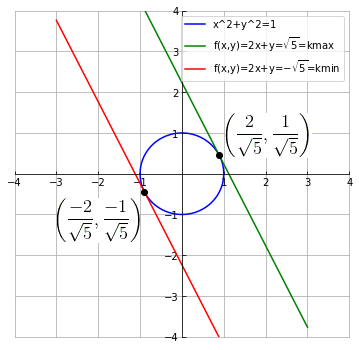 x^2+y^2=1
f(x,y)=2x+y=√5=kmax
f(x,y)=2x+y=−√5=kmin
(2/√5, 1/√5)
(−2/√5, −1/√5)
4
3
2
1
−4 −3 −2 −1 1 2 3 4
−1
−2
−3
−4